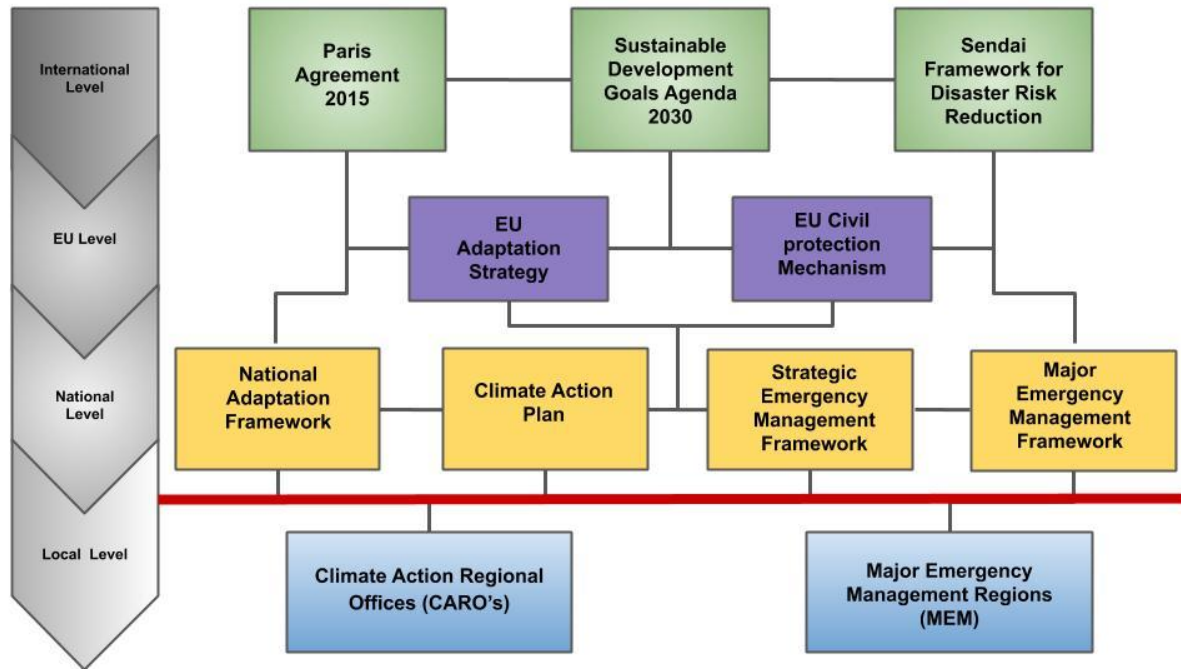 International
Level
Paris
Agreement
2015
Sustainable
Development
Goals Agenda
2030
Sendai
Framework for
Disaster Risk
Reduction
EU Level
EU
Adaptation
Strategy
EU Civil
protection
Mechanism
National
Level
National
Adaptation
Framework
Climate Action
Plan
Strategic
Emergency
Management
Framework
Major
Emergency
Management
Framework
Local Level
Climate Action Regional
Offices (CARO's)
Major Emergency
Management Regions
(MEM)